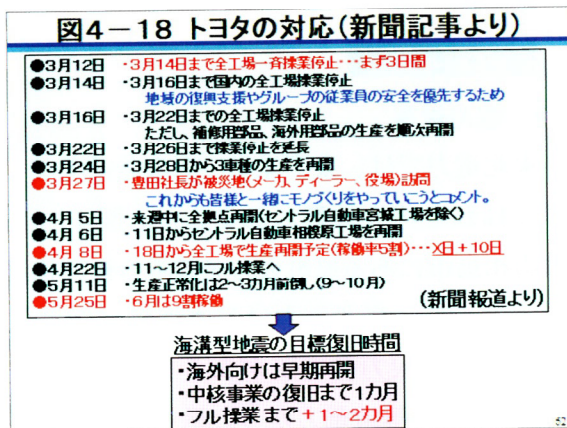 図4－18 トヨタの対応(新聞記事より)
●3月12日 ・3月14日まで全工場一斉操業停止・・・まず3日間
●3月14日 ・3月16日まで国内の全工場操業停止
地域の復興支援やグループの従業員の安全を優先するため
●3月16日 ・3月22日までの全工場操業停止
ただし、補修用部品、海外用部品の生産を順次再開
●3月22日 ・3月26日まで操業停止を延長
●3月24日 ・3月28日から3車種の生産を再開
●3月27日 ・豊田社長が被災地(メーカ、ディーラー、役場)訪問
これからも皆様と一緒にモノづくりをやっていこうとコメント。
●4月 5日 ・来週中に全拠点再開(セントラル自動車宮城工場を除く)
●4月 6日 ・11日からセントラル自動車相模原工場を再開
●4月 8日 ・18日から全工場で生産再開予定(稼働率5割)・・・X日＋10日
●4月22日 ・11～12月にフル操業へ
●5月11日 ・生産正常化は2～3カ月前倒し(9～10月)
●5月25日 ・6月は9割稼働 (新聞報道より)
海溝型地震の目標復旧時間
・海外向けは早期再開
・中核事業の復旧まで1カ月
・フル操業まで＋1～2カ月
52